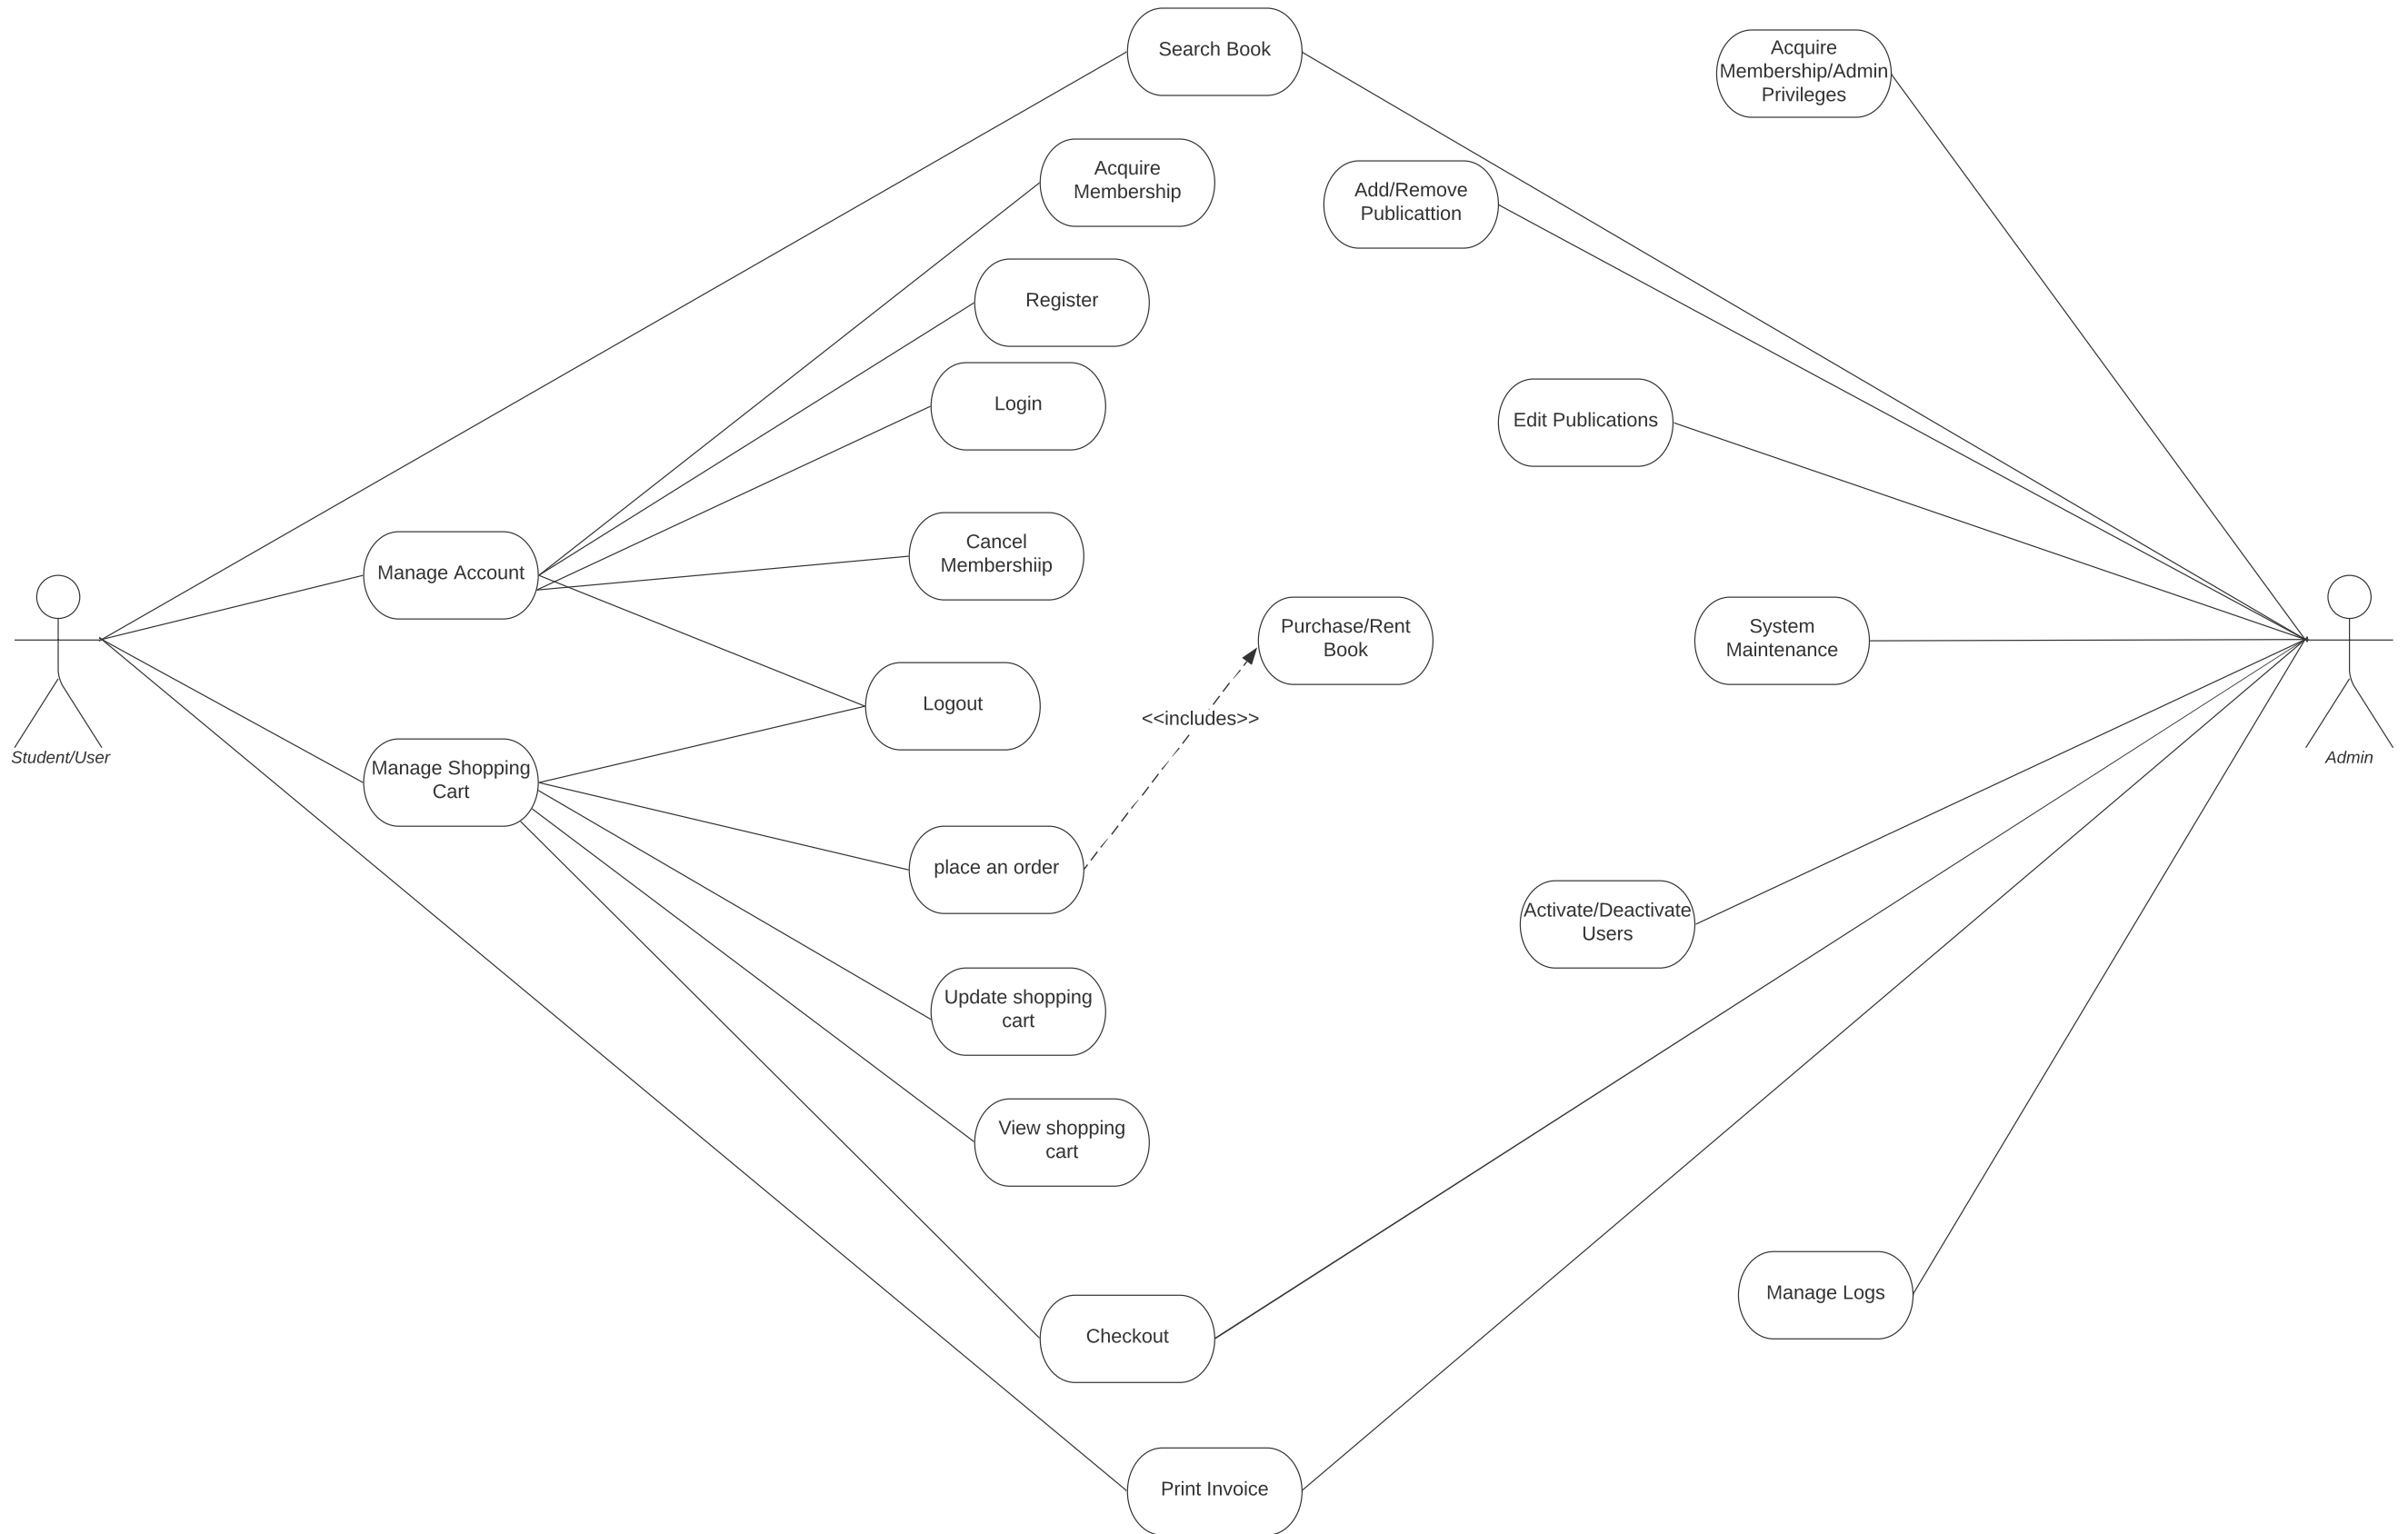 Search Book
Acquire
Membership/Admin
Privileges
Acquire
Membership
Add/Remove
Publicattion
Register
Login
Edit Publications
Cancel
Membershiip
Manage Account
Purchase/Rent
Book
System
Maintenance
Logout
<<includes>>
Student/User
Admin
Manage Shopping
Cart
place an order
Activate/Deactivate
Users
Update shopping
cart
View shopping
cart
Manage Logs
Checkout
Print Invoice